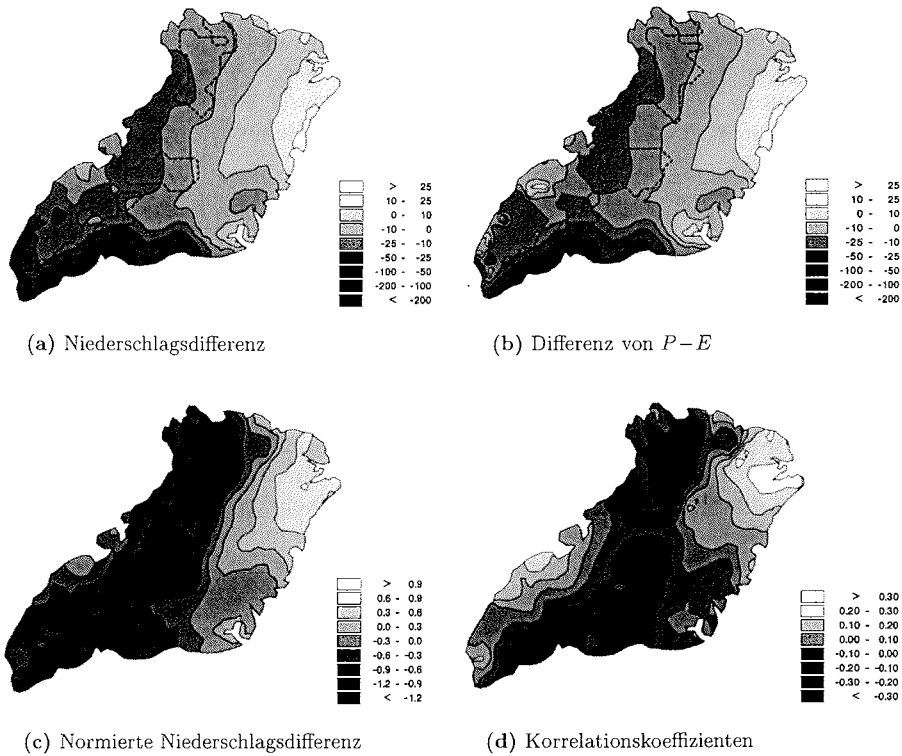 > 25
10 - 25
0 - 10
-10 - 0
-25 - -10
-50 - -25
-100 - -50
-200 - -100
< -200
(a) Niederschlagsdifferenz
> 25
10 - 25
0 - 10
-10 - 0
-25 - -10
-50 - -25
-100 - -50
-200 - -100
< -200
(b) Differenz von P−E
> 0.9
0.6 - 0.9
0.3 - 0.6
0.0 - 0.3
-0.3 - 0.0
-0.6 - -0.3
-0.9 - -0.6
-1.2 - -0.9
< -1.2
(c) Normierte Niederschlagsdifferenz
> 0.30
0.20 - 0.30
0.10 - 0.20
0.00 - 0.10
-0.10 - 0.00
-0.20 - -0.10
-0.30 - -0.20
< -0.30
(d) Korrelationskoeffizienten